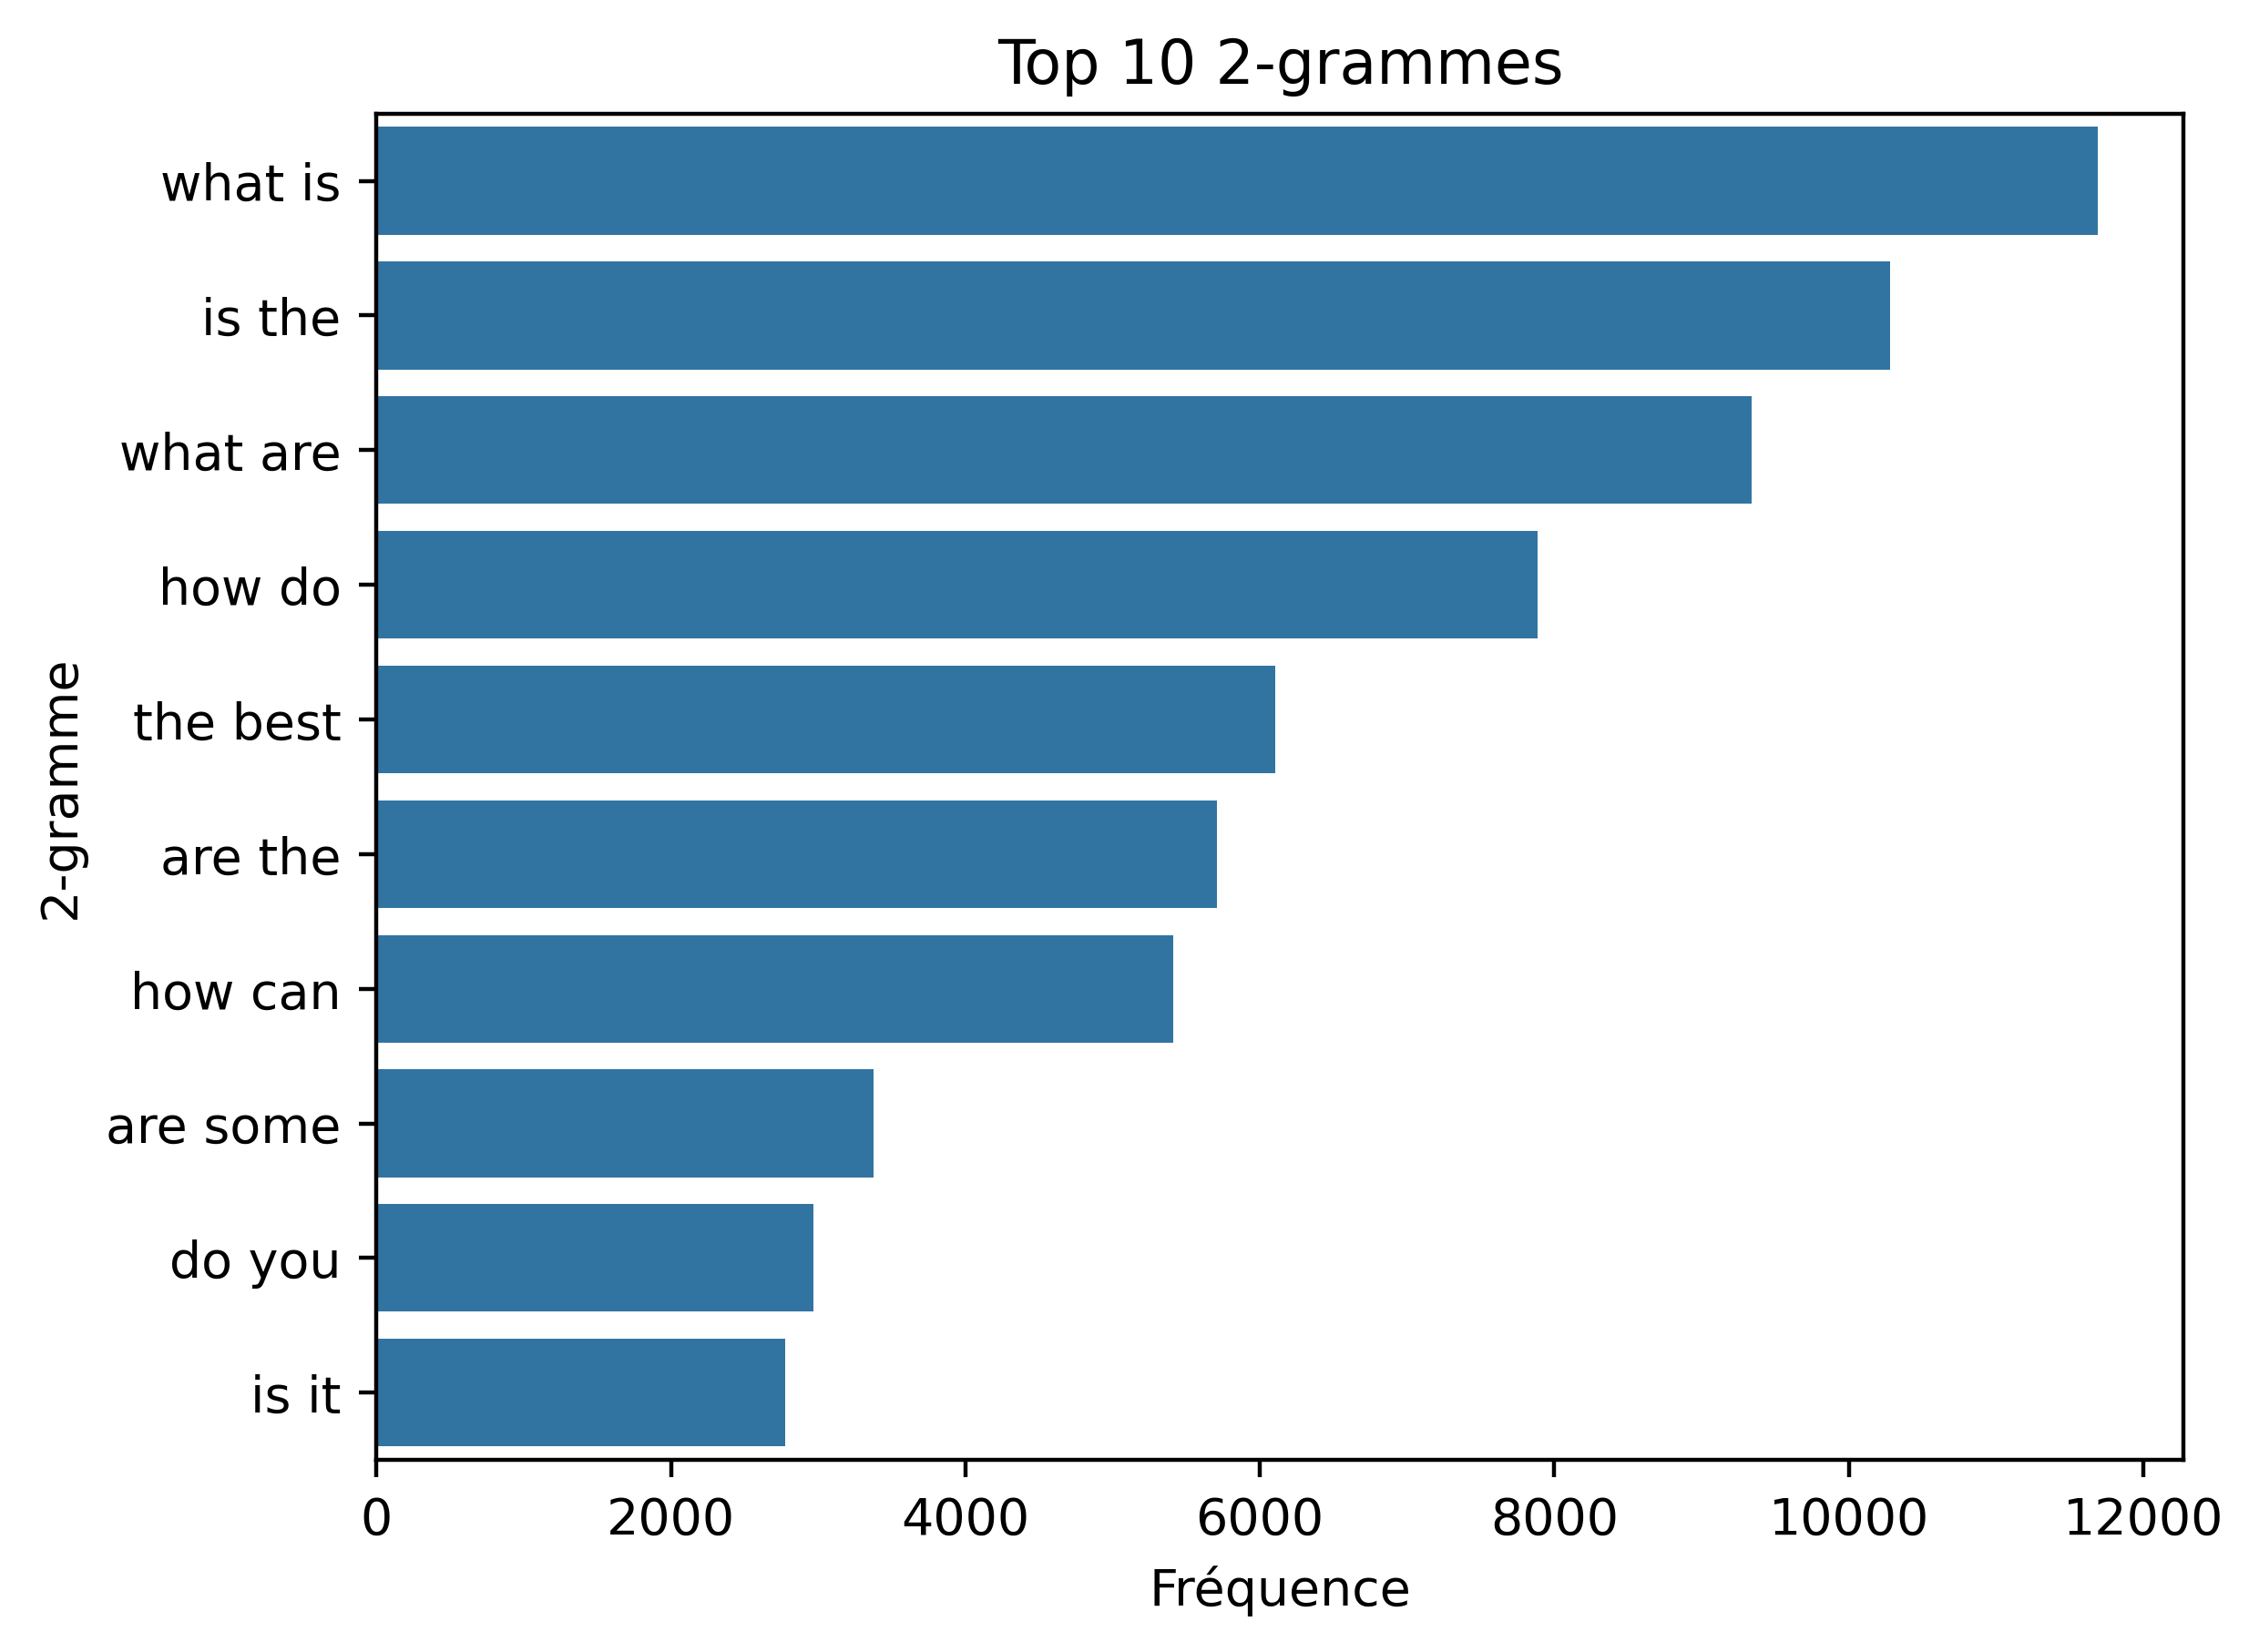 Top 10 2-grammes
2-gramme
what is
is the
what are
how do
the best
are the
how can
are some
do you
is it
0 2000 4000 6000 8000 10000 12000
Fréquence